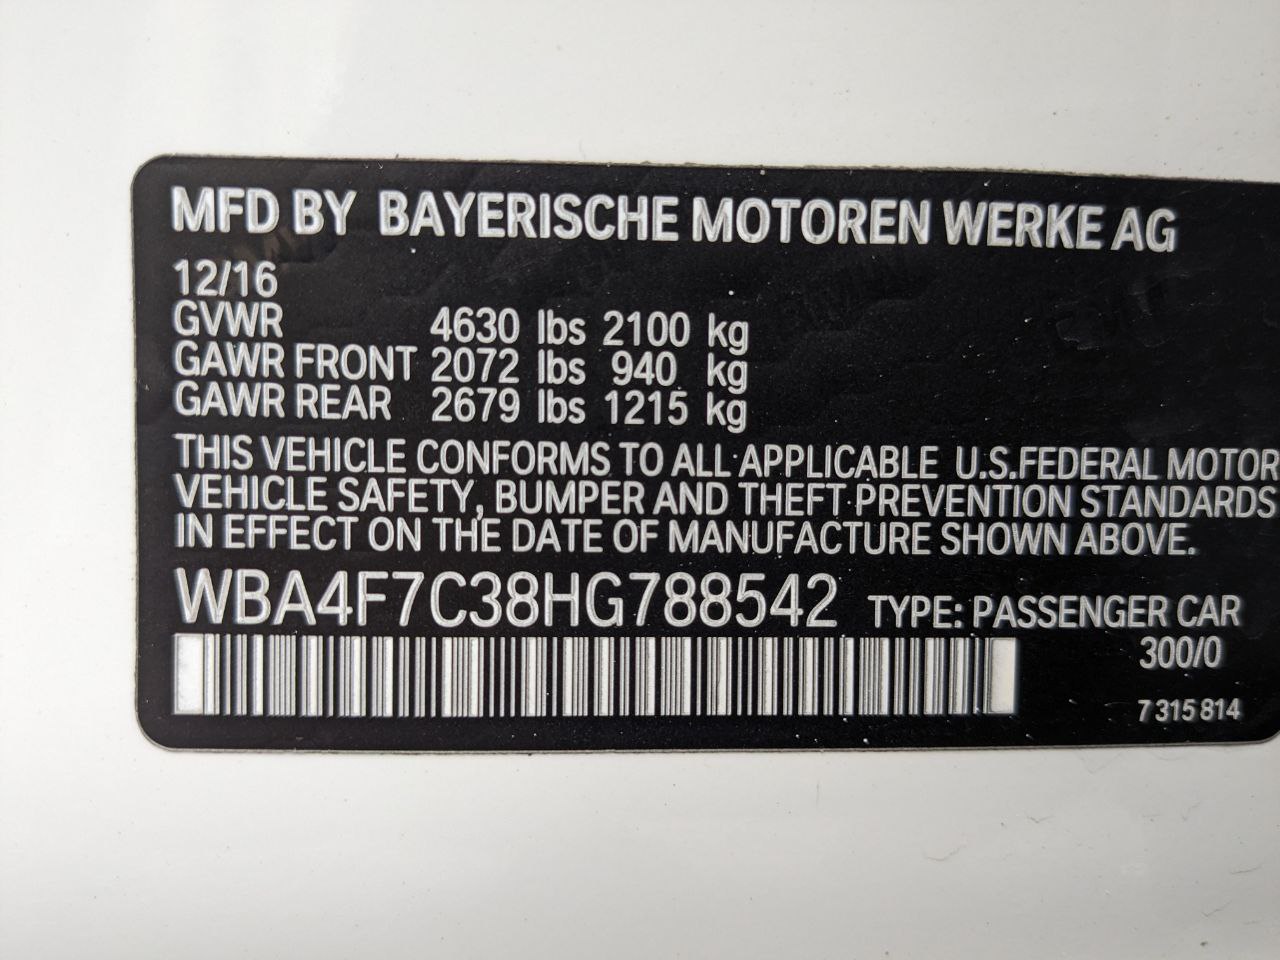 MFD BY BAYERISCHE MOTOREN WERKE AG
12/16
GVWR 4630 lbs 2100 kg
GAWR FRONT 2072 lbs 940 kg
GAWR REAR 2679 lbs 1215 kg
THIS VEHICLE CONFORMS TO ALL APPLICABLE U.S.FEDERAL MOTOR
VEHICLE SAFETY, BUMPER AND THEFT PREVENTION STANDARDS
IN EFFECT ON THE DATE OF MANUFACTURE SHOWN ABOVE.
WBA4F7C38HG788542 TYPE: PASSENGER CAR
300/0
7 315 814